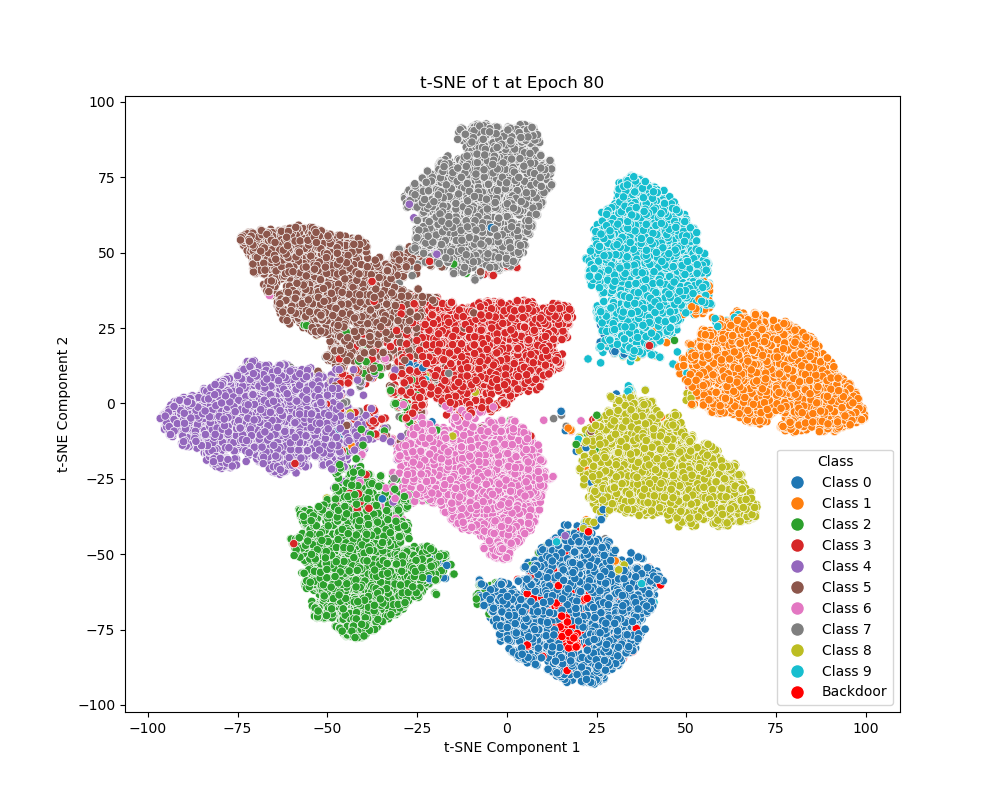 t-SNE of t at Epoch 80
100
75
50
25
0
−25
−50
−75
−100
t-SNE Component 2
−100
−75
−50
−25
0
25
50
75
100
t-SNE Component 1
Class
Class 0
Class 1
Class 2
Class 3
Class 4
Class 5
Class 6
Class 7
Class 8
Class 9
Backdoor